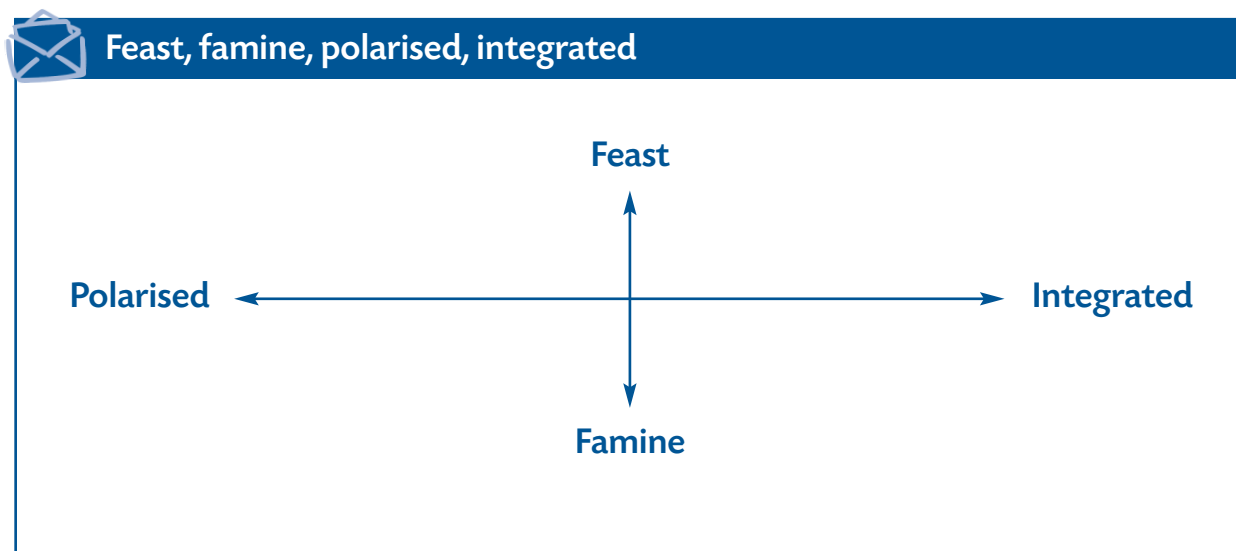 Feast, famine, polarised, integrated
Feast
Polarised Integrated
Famine